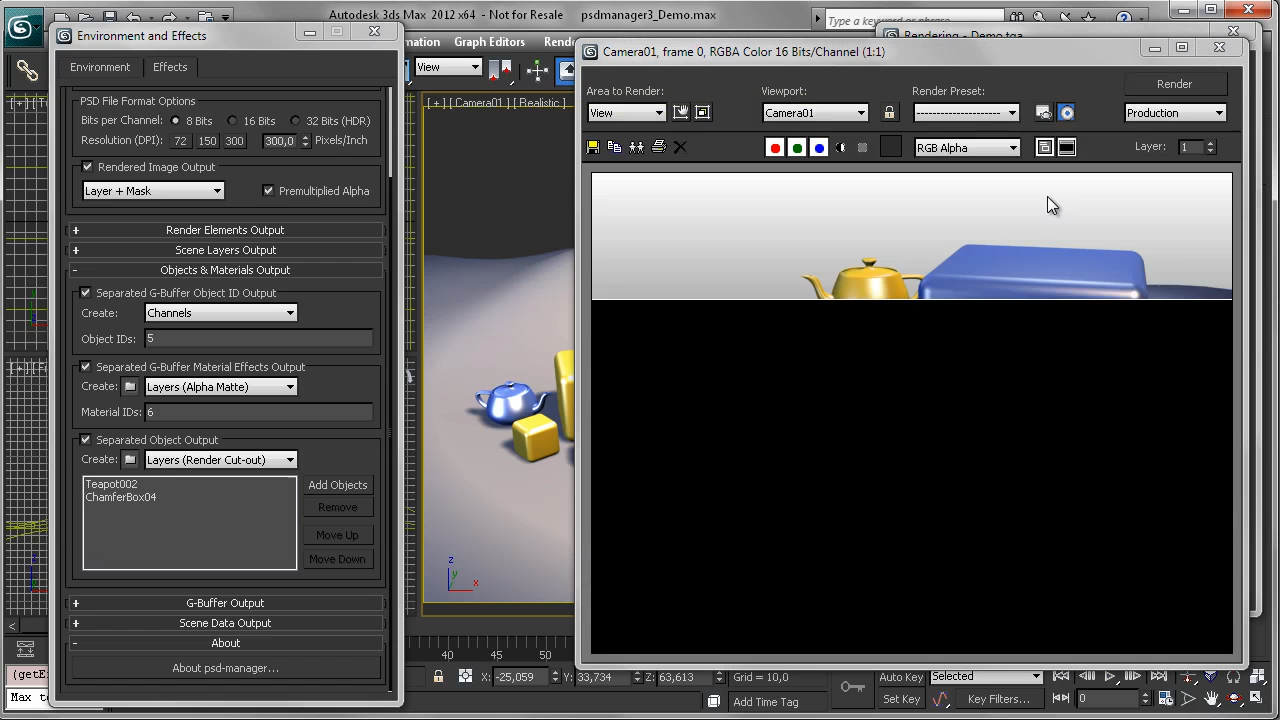 Autodesk 3ds Max 2012 x64 - Not for Resale psdmanager3_Demo.max
Type a keyword or phrase
Environment and Effects
Rendering - Demo.tga
Camera01, frame 0, RGBA Color 16 Bits/Channel (1:1)
Graph Editors
Environment Effects
View
[ + ] [ Camera01 ] [ Realistic ]
PSD File Format Options
Bits per Channel: 8 Bits 16 Bits 32 Bits (HDR)
Resolution (DPI): 72 150 300 300,0 Pixels/Inch
Rendered Image Output
Layer + Mask Premultiplied Alpha
Render Elements Output
Scene Layers Output
Objects & Materials Output
Separated G-Buffer Object ID Output
Create: Channels
Object IDs: 5
Separated G-Buffer Material Effects Output
Create: Layers (Alpha Matte)
Material IDs: 6
Separated Object Output
Create: Layers (Render Cut-out)
Teapot002
ChamferBox04
Add Objects
Remove
Move Up
Move Down
G-Buffer Output
Scene Data Output
About
About psd-manager...
Area to Render: Viewport: Render Preset: Render
View Camera01 Production
RGB Alpha Layer: 1
z
y
x
40 45 50
-25,059 Y: 33,734 Z: 63,613 Grid = 10,0
Add Time Tag
Auto Key Selected
Set Key Key Filters... 0